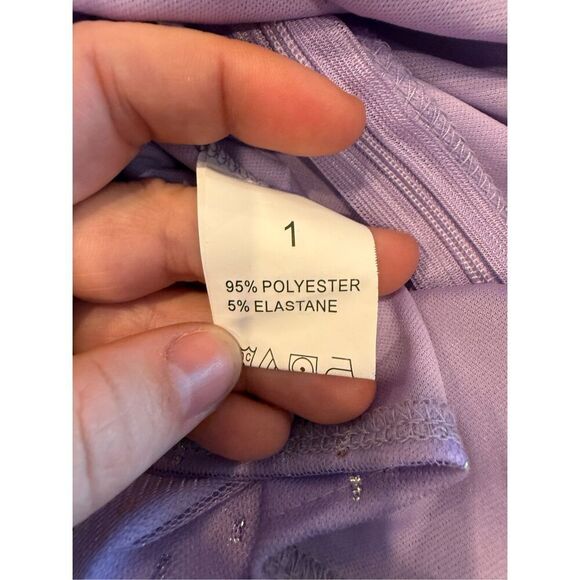 1
95% POLYESTER
5% ELASTANE